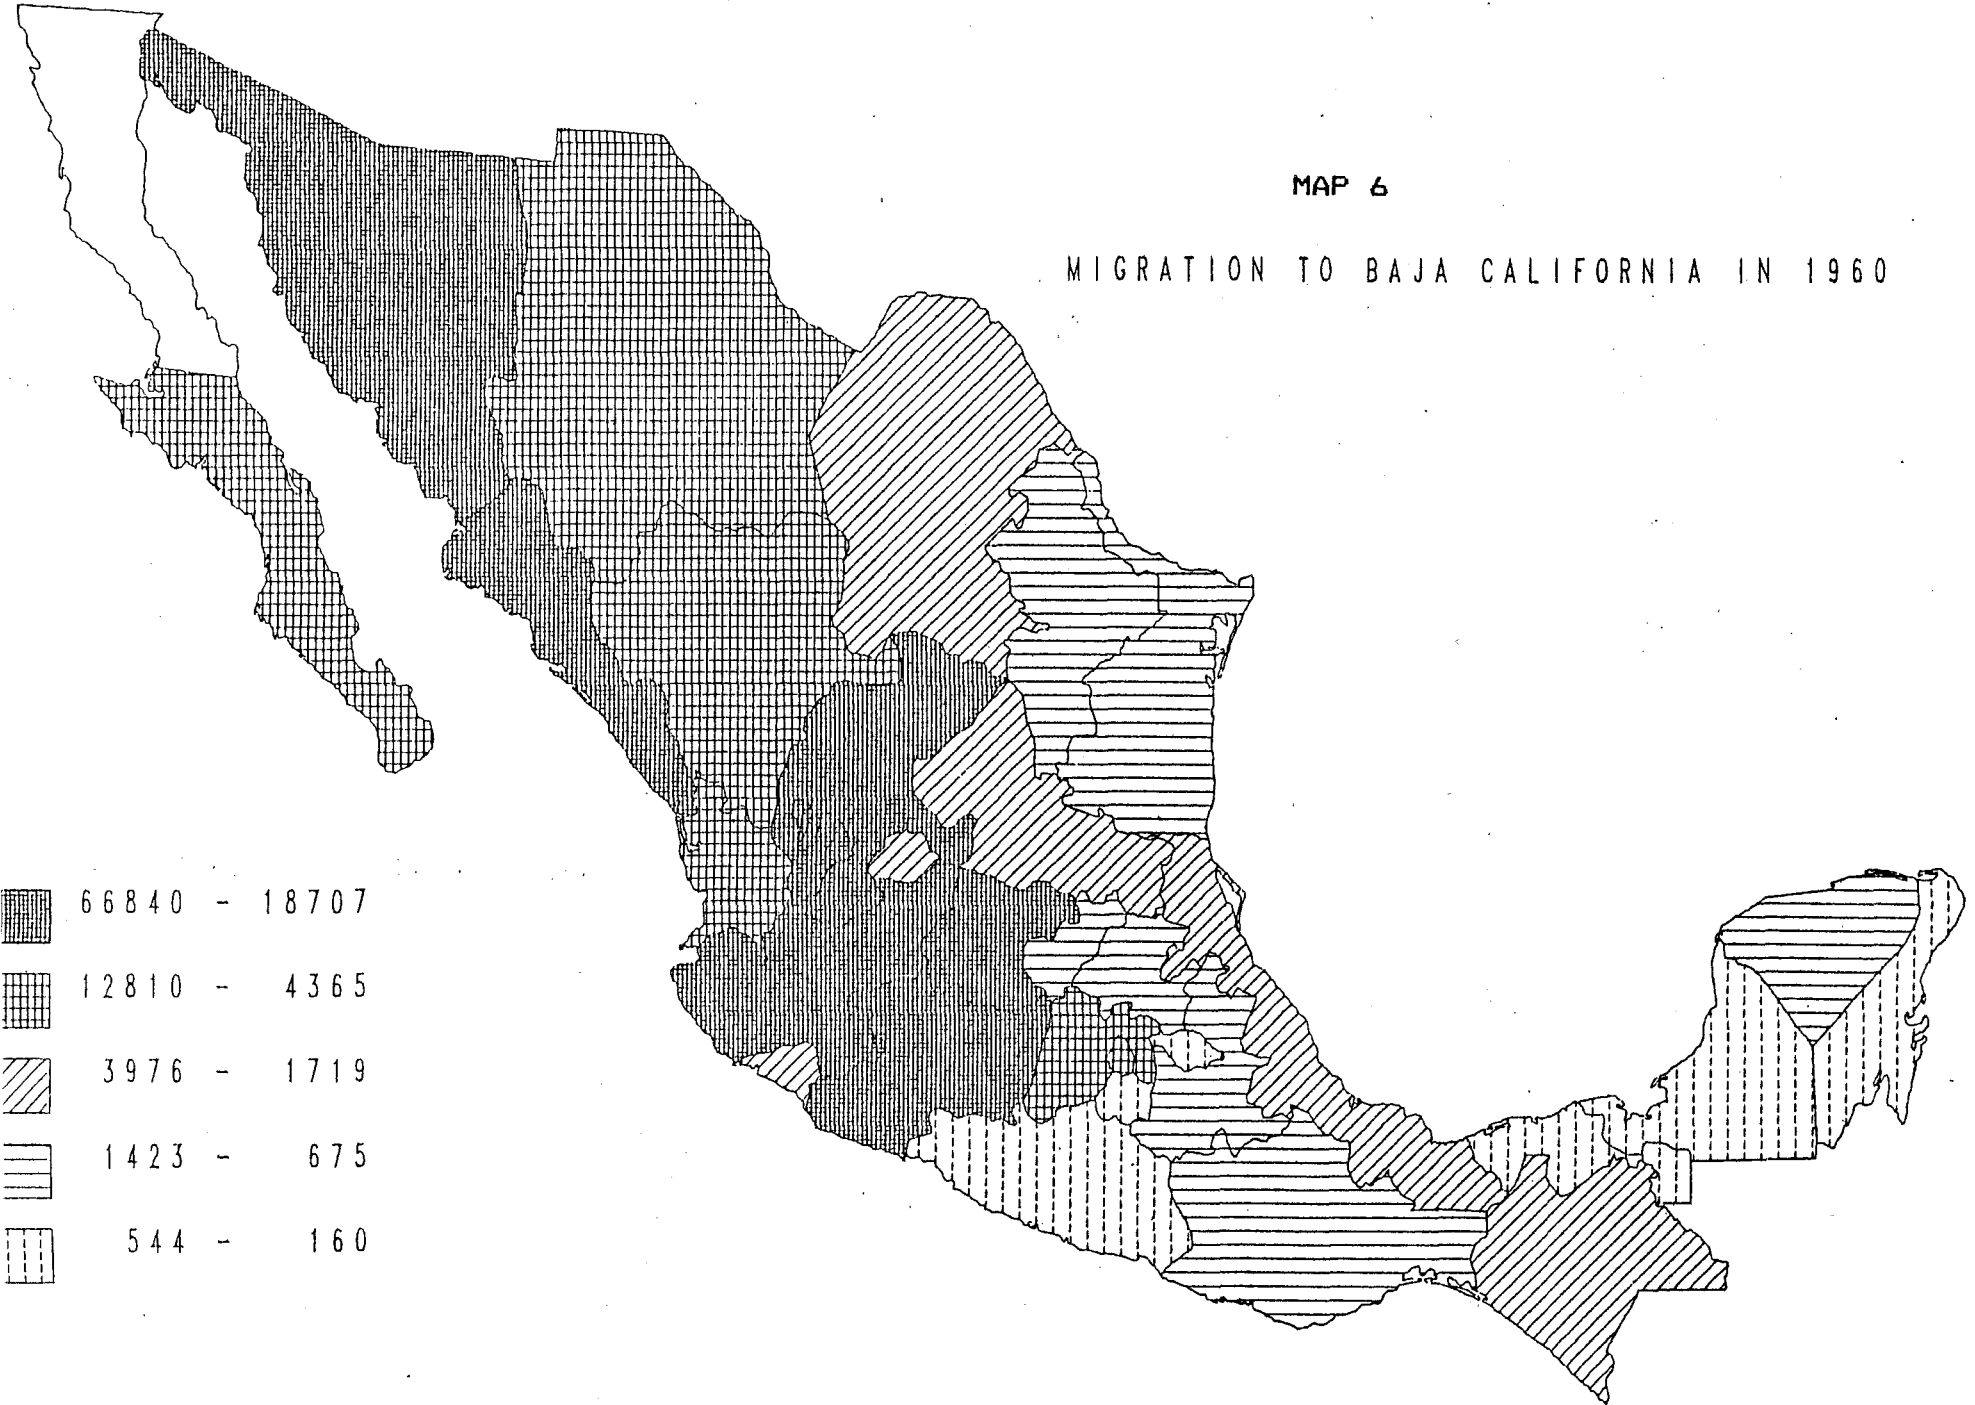 MAP 6
MIGRATION TO BAJA CALIFORNIA IN 1960
66840 - 18707
12810 - 4365
3976 - 1719
1423 - 675
544 - 160